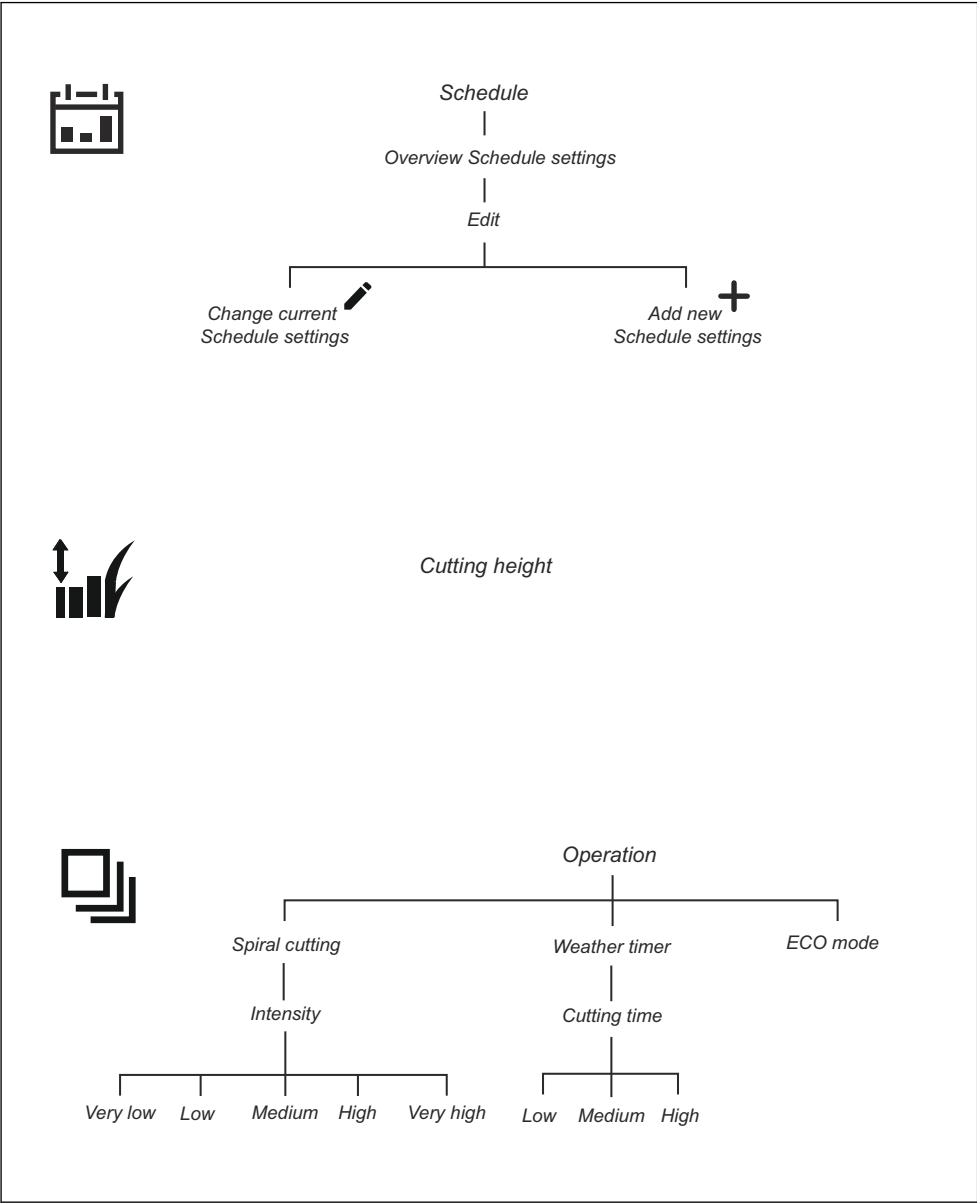 Schedule
Overview Schedule settings
Edit
Change current
Schedule settings
Add new
Schedule settings
Cutting height
Operation
Spiral cutting
Weather timer
ECO mode
Intensity
Cutting time
Very low
Low
Medium
High
Very high
Low
Medium
High